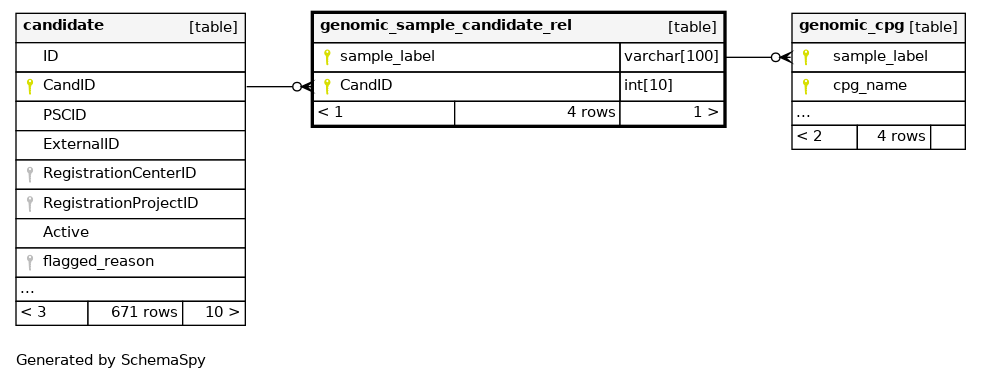 candidate [table]
ID
CandID
PSCID
ExternalID
RegistrationCenterID
RegistrationProjectID
Active
flagged_reason
...
< 3 671 rows 10 >
genomic_sample_candidate_rel [table]
sample_label varchar[100]
CandID int[10]
< 1 4 rows 1 >
genomic_cpg [table]
sample_label
cpg_name
...
< 2 4 rows
Generated by SchemaSpy